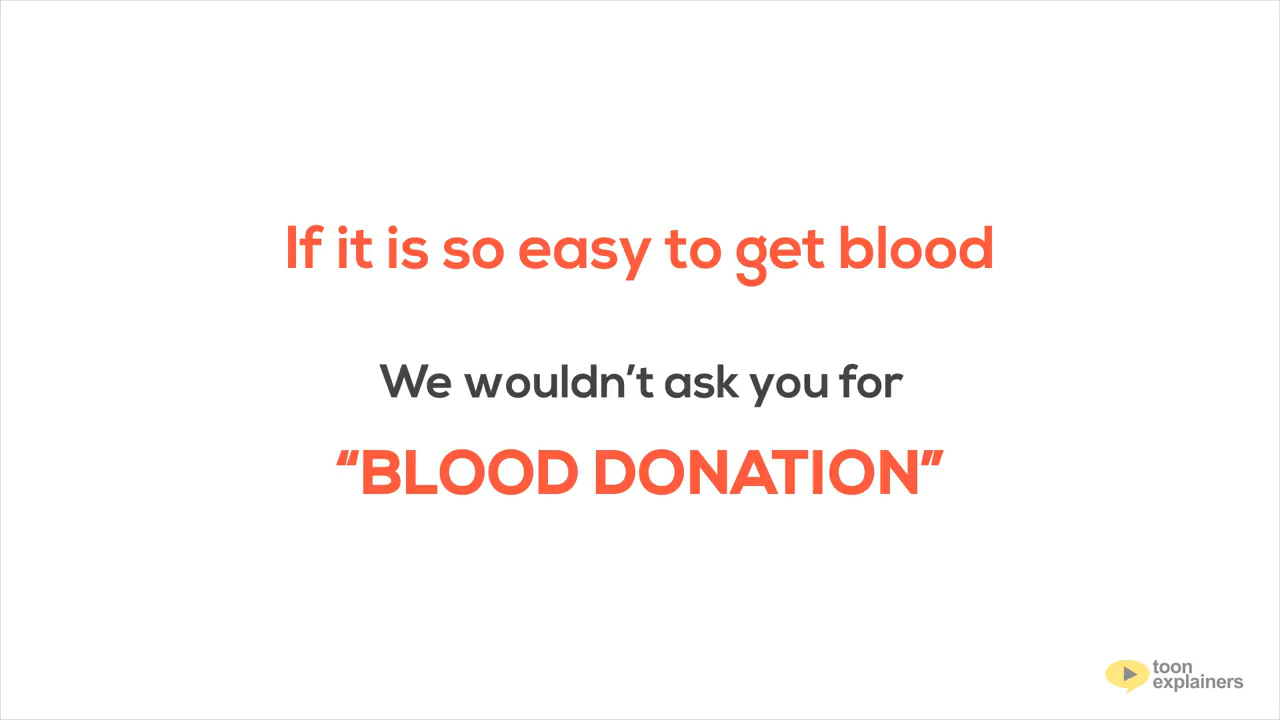 If it is so easy to get blood
We wouldn’t ask you for
“BLOOD DONATION”
toon
explainers